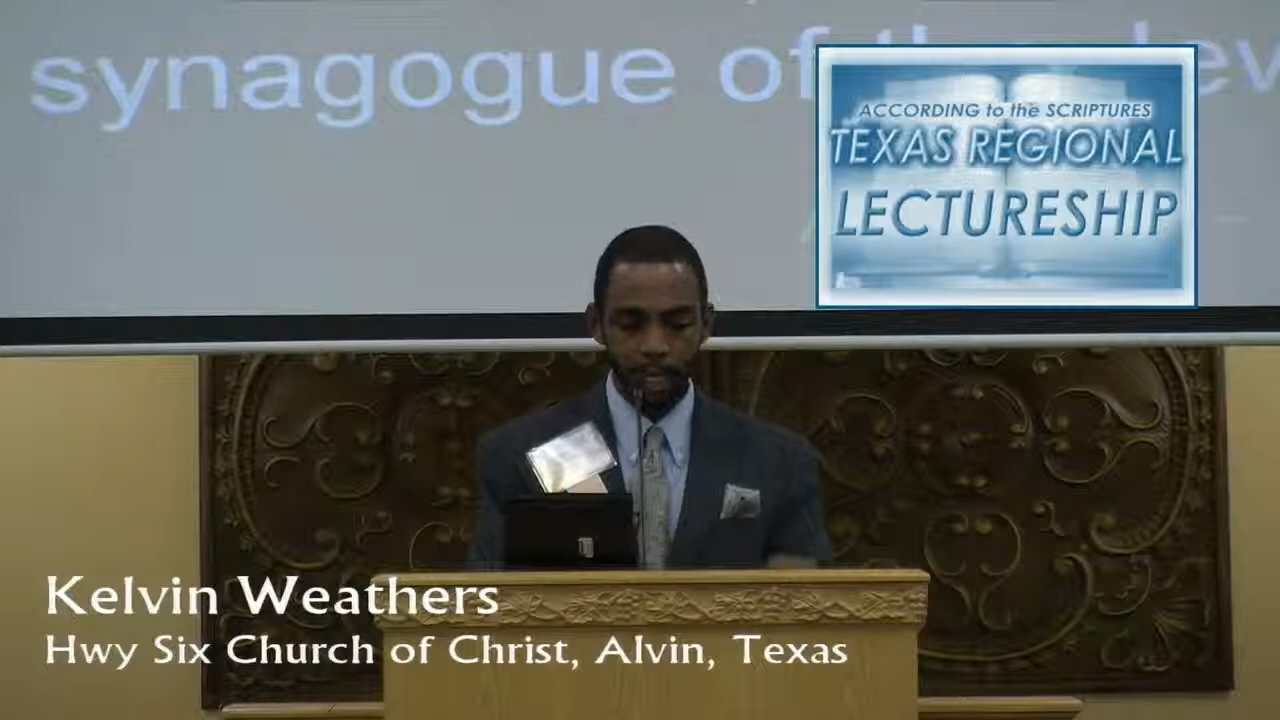 synagogue of
ACCORDING to the SCRIPTURES
TEXAS REGIONAL
LECTURESHIP
Kelvin Weathers
Hwy Six Church of Christ, Alvin, Texas